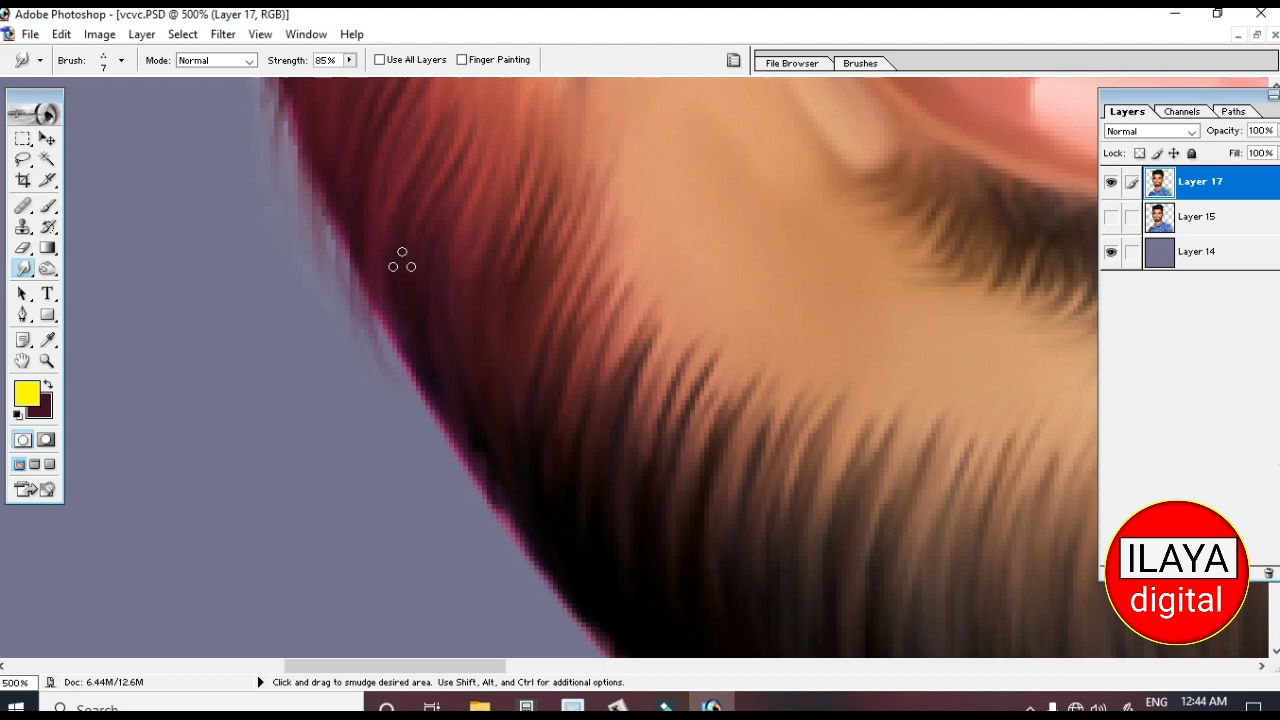 Adobe Photoshop - [vcvc.PSD @ 500% (Layer 17, RGB)]
File Edit Image Layer Select Filter View Window Help
Brush: 7 Mode: Normal Strength: 85% Use All Layers Finger Painting File Browser Brushes
Layers Channels Paths
Normal Opacity: 100%
Lock: Fill: 100%
Layer 17
Layer 15
Layer 14
ILAYA
digital
500% Doc: 6.44M/12.6M Click and drag to smudge desired area. Use Shift, Alt, and Ctrl for additional options.
Search ENG 12:44 AM